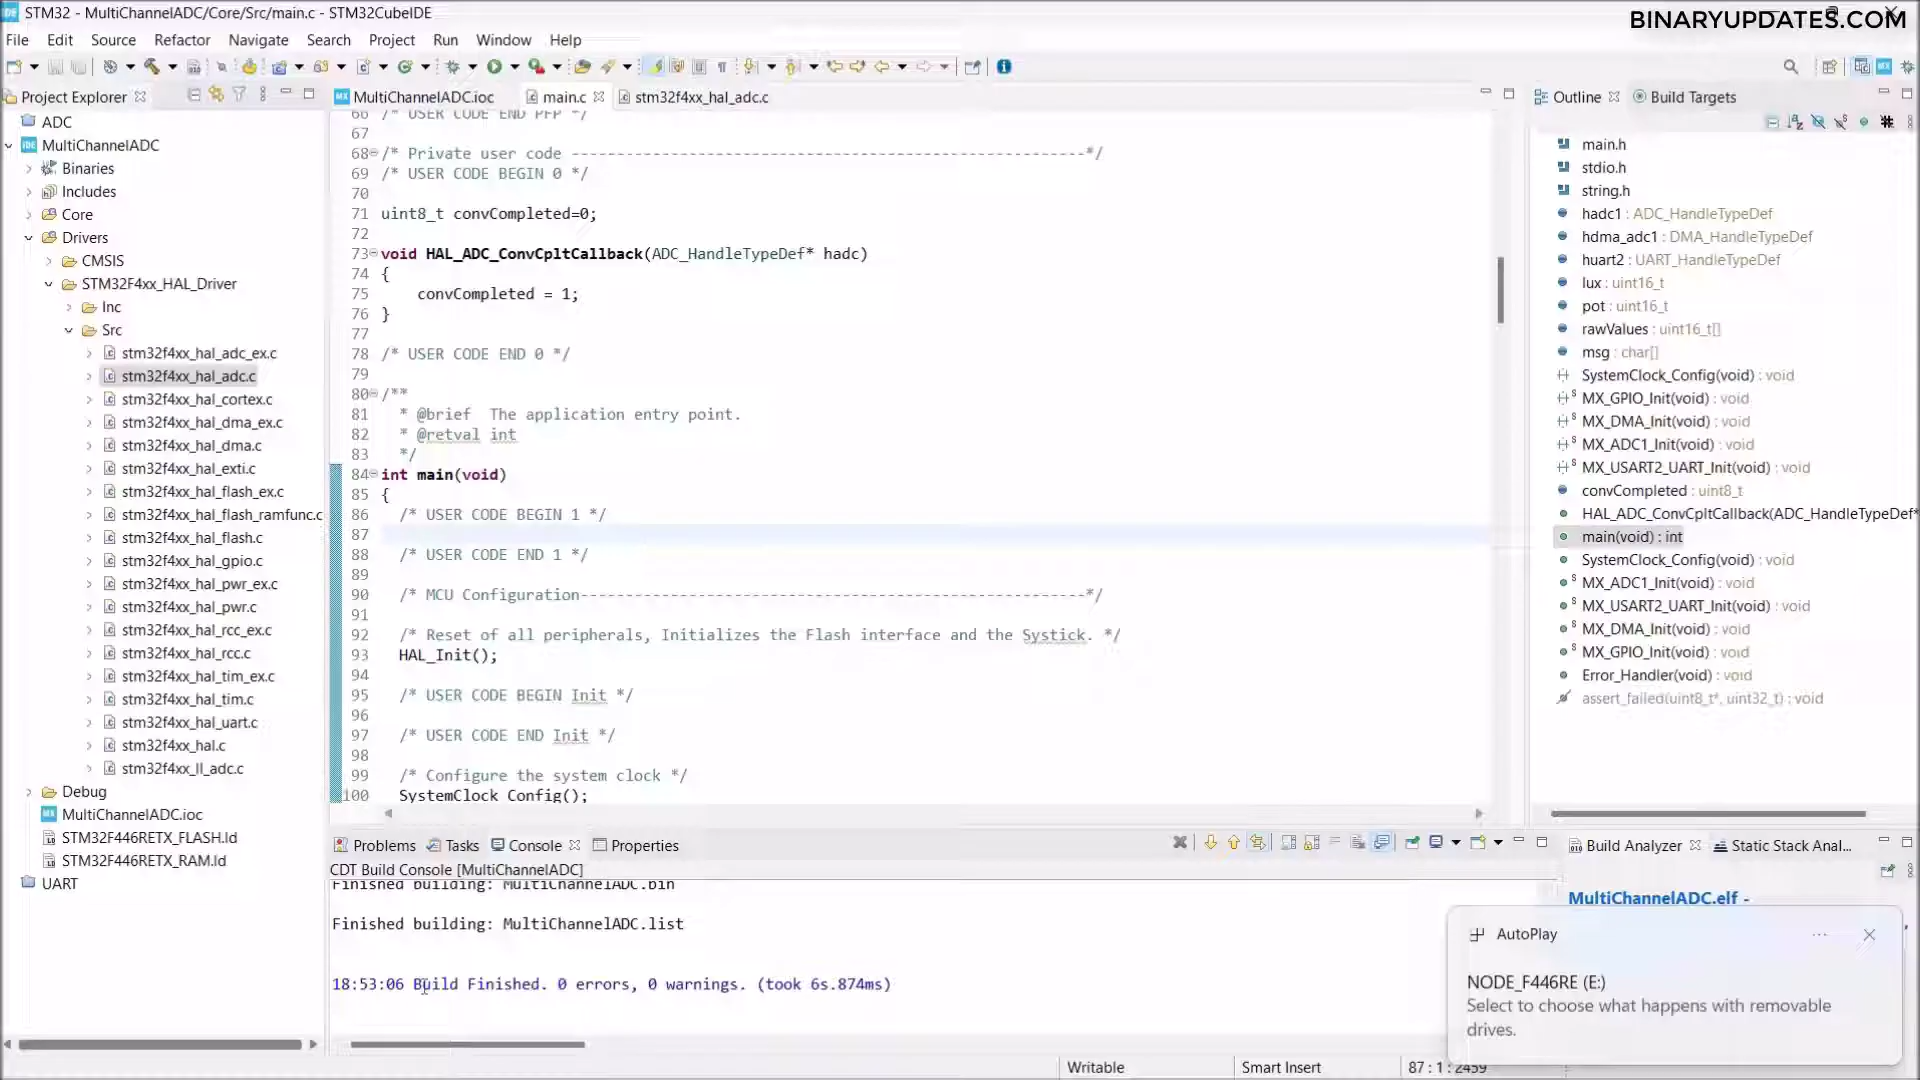 STM32 - MultiChannelADC/Core/Src/main.c - STM32CubeIDE
BINARYUPDATES.COM
File Edit Source Refactor Navigate Search Project Run Window Help
Project Explorer
ADC
MultiChannelADC
Binaries
Includes
Core
Drivers
CMSIS
STM32F4xx_HAL_Driver
Inc
Src
stm32f4xx_hal_adc_ex.c
stm32f4xx_hal_adc.c
stm32f4xx_hal_cortex.c
stm32f4xx_hal_dma_ex.c
stm32f4xx_hal_dma.c
stm32f4xx_hal_exti.c
stm32f4xx_hal_flash_ex.c
stm32f4xx_hal_flash_ramfunc.c
stm32f4xx_hal_flash.c
stm32f4xx_hal_gpio.c
stm32f4xx_hal_pwr_ex.c
stm32f4xx_hal_pwr.c
stm32f4xx_hal_rcc_ex.c
stm32f4xx_hal_rcc.c
stm32f4xx_hal_tim_ex.c
stm32f4xx_hal_tim.c
stm32f4xx_hal_uart.c
stm32f4xx_hal.c
stm32f4xx_ll_adc.c
Debug
MultiChannelADC.ioc
STM32F446RETX_FLASH.ld
STM32F446RETX_RAM.ld
UART
MultiChannelADC.ioc main.c stm32f4xx_hal_adc.c
66 /* USER CODE END PFP */
67
68 /* Private user code ---------------------------------------------------------*/
69 /* USER CODE BEGIN 0 */
70
71 uint8_t convCompleted=0;
72
73 void HAL_ADC_ConvCpltCallback(ADC_HandleTypeDef* hadc)
74 {
75 convCompleted = 1;
76 }
77
78 /* USER CODE END 0 */
79
80 /**
81 * @brief The application entry point.
82 * @retval int
83 */
84 int main(void)
85 {
86 /* USER CODE BEGIN 1 */
87
88 /* USER CODE END 1 */
89
90 /* MCU Configuration--------------------------------------------------------*/
91
92 /* Reset of all peripherals, Initializes the Flash interface and the Systick. */
93 HAL_Init();
94
95 /* USER CODE BEGIN Init */
96
97 /* USER CODE END Init */
98
99 /* Configure the system clock */
100 SystemClock_Config();
Outline Build Targets
main.h
stdio.h
string.h
hadc1 : ADC_HandleTypeDef
hdma_adc1 : DMA_HandleTypeDef
huart2 : UART_HandleTypeDef
lux : uint16_t
pot : uint16_t
rawValues : uint16_t[]
msg : char[]
SystemClock_Config(void) : void
MX_GPIO_Init(void) : void
MX_DMA_Init(void) : void
MX_ADC1_Init(void) : void
MX_USART2_UART_Init(void) : void
convCompleted : uint8_t
HAL_ADC_ConvCpltCallback(ADC_HandleTypeDef*
main(void) : int
SystemClock_Config(void) : void
MX_ADC1_Init(void) : void
MX_USART2_UART_Init(void) : void
MX_DMA_Init(void) : void
MX_GPIO_Init(void) : void
Error_Handler(void) : void
assert_failed(uint8_t*, uint32_t) : void
Problems Tasks Console Properties
CDT Build Console [MultiChannelADC]
Finished building: MultiChannelADC.bin
Finished building: MultiChannelADC.list
18:53:06 Build Finished. 0 errors, 0 warnings. (took 6s.874ms)
Build Analyzer Static Stack Anal...
MultiChannelADC.elf -
AutoPlay
NODE_F446RE (E:)
Select to choose what happens with removable
drives.
Writable Smart Insert 87 : 1 : 2459